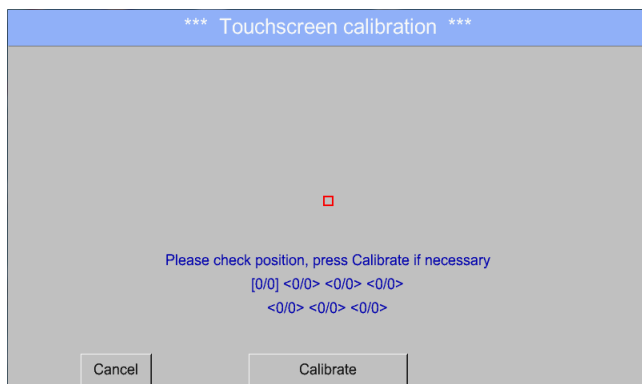 *** Touchscreen calibration ***
Please check position, press Calibrate if necessary
[0/0] <0/0> <0/0> <0/0>
<0/0> <0/0> <0/0>
Cancel
Calibrate